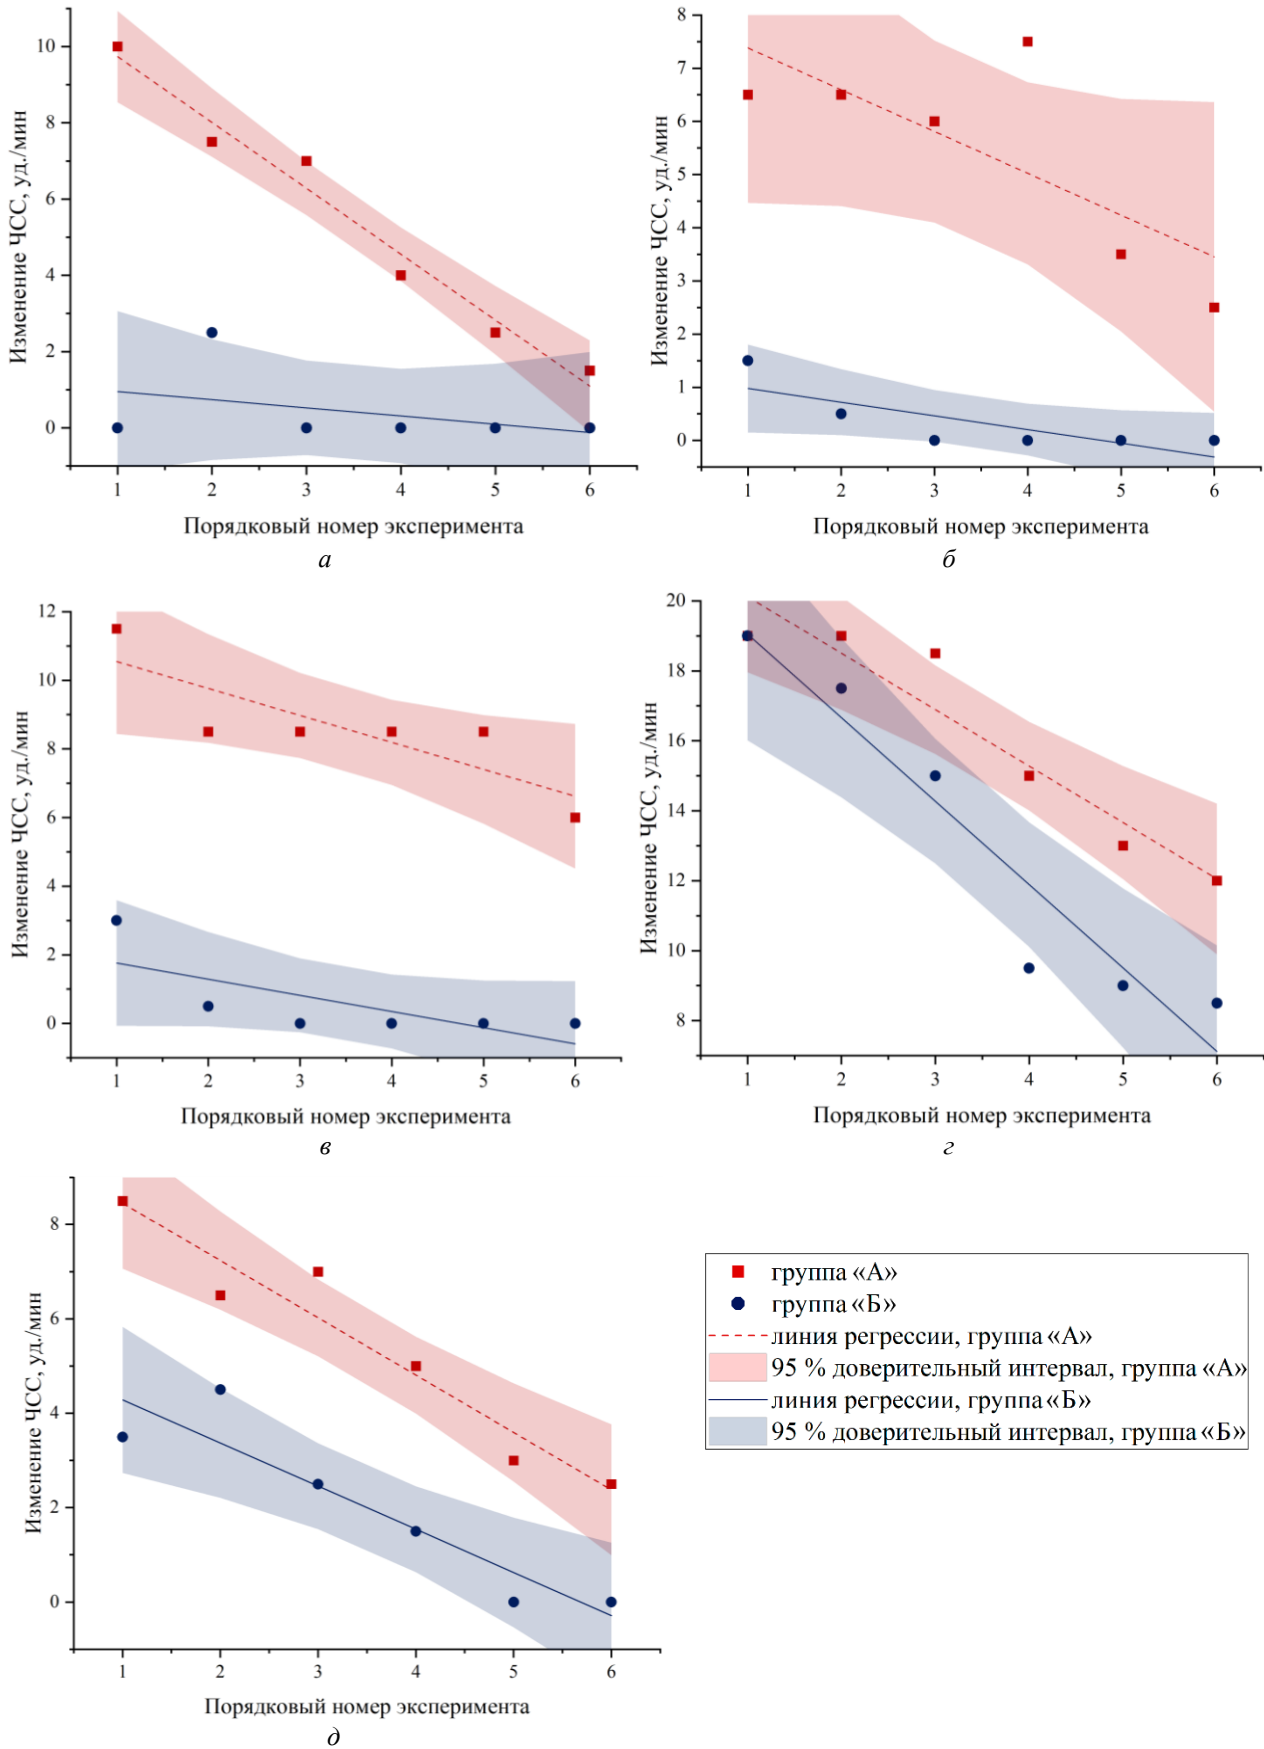 Изменение ЧСС, уд./мин
10
8
6
4
2
0
1 2 3 4 5 6
Порядковый номер эксперимента
а
Изменение ЧСС, уд./мин
8
7
6
5
4
3
2
1
0
1 2 3 4 5 6
Порядковый номер эксперимента
б
Изменение ЧСС, уд./мин
12
10
8
6
4
2
0
1 2 3 4 5 6
Порядковый номер эксперимента
в
Изменение ЧСС, уд./мин
20
18
16
14
12
10
8
1 2 3 4 5 6
Порядковый номер эксперимента
г
Изменение ЧСС, уд./мин
8
6
4
2
0
1 2 3 4 5 6
Порядковый номер эксперимента
д
группа «А»
группа «Б»
линия регрессии, группа «А»
95 % доверительный интервал, группа «А»
линия регрессии, группа «Б»
95 % доверительный интервал, группа «Б»